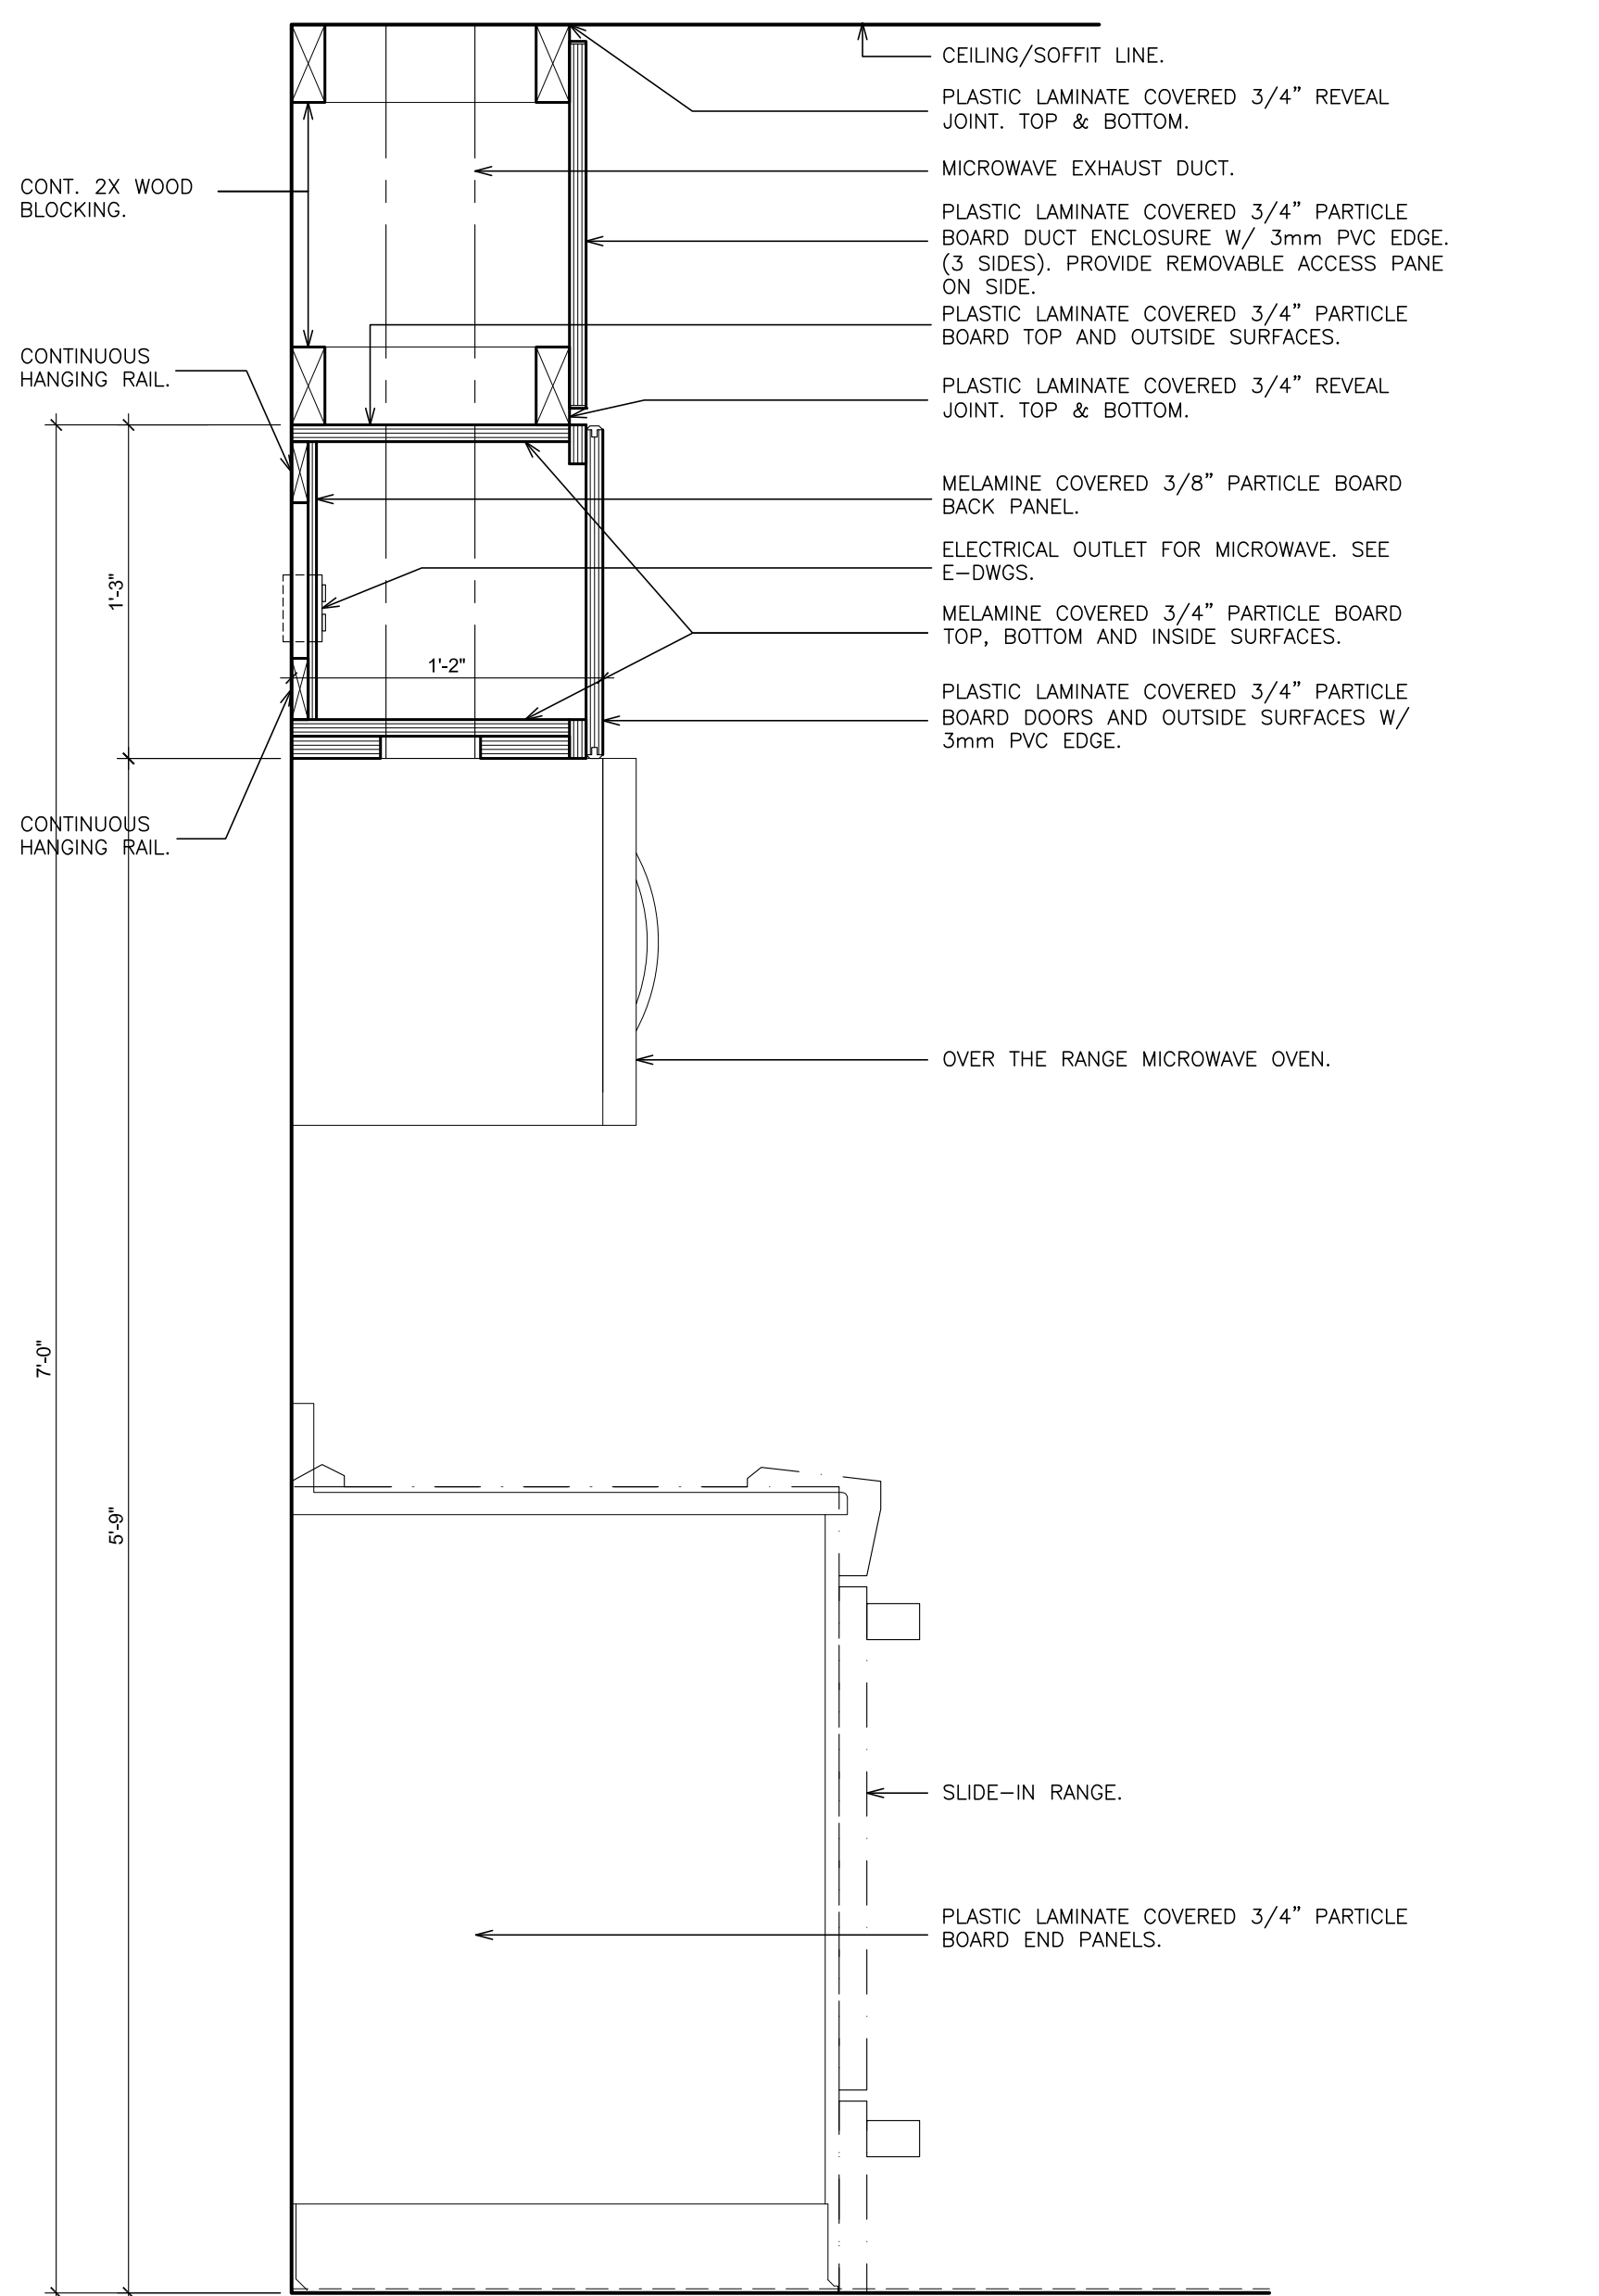 CEILING/SOFFIT LINE.
PLASTIC LAMINATE COVERED 3/4" REVEAL
JOINT. TOP & BOTTOM.
MICROWAVE EXHAUST DUCT.
CONT. 2X WOOD
BLOCKING.
PLASTIC LAMINATE COVERED 3/4" PARTICLE
BOARD DUCT ENCLOSURE W/ 3mm PVC EDGE.
(3 SIDES). PROVIDE REMOVABLE ACCESS PANE
ON SIDE.
PLASTIC LAMINATE COVERED 3/4" PARTICLE
BOARD TOP AND OUTSIDE SURFACES.
CONTINUOUS
HANGING RAIL.
PLASTIC LAMINATE COVERED 3/4" REVEAL
JOINT. TOP & BOTTOM.
MELAMINE COVERED 3/8" PARTICLE BOARD
BACK PANEL.
ELECTRICAL OUTLET FOR MICROWAVE. SEE
E-DWGS.
1'-3"
MELAMINE COVERED 3/4" PARTICLE BOARD
TOP, BOTTOM AND INSIDE SURFACES.
1'-2"
PLASTIC LAMINATE COVERED 3/4" PARTICLE
BOARD DOORS AND OUTSIDE SURFACES W/
3mm PVC EDGE.
CONTINUOUS
HANGING RAIL.
OVER THE RANGE MICROWAVE OVEN.
7'-0"
5'-9"
SLIDE-IN RANGE.
PLASTIC LAMINATE COVERED 3/4" PARTICLE
BOARD END PANELS.